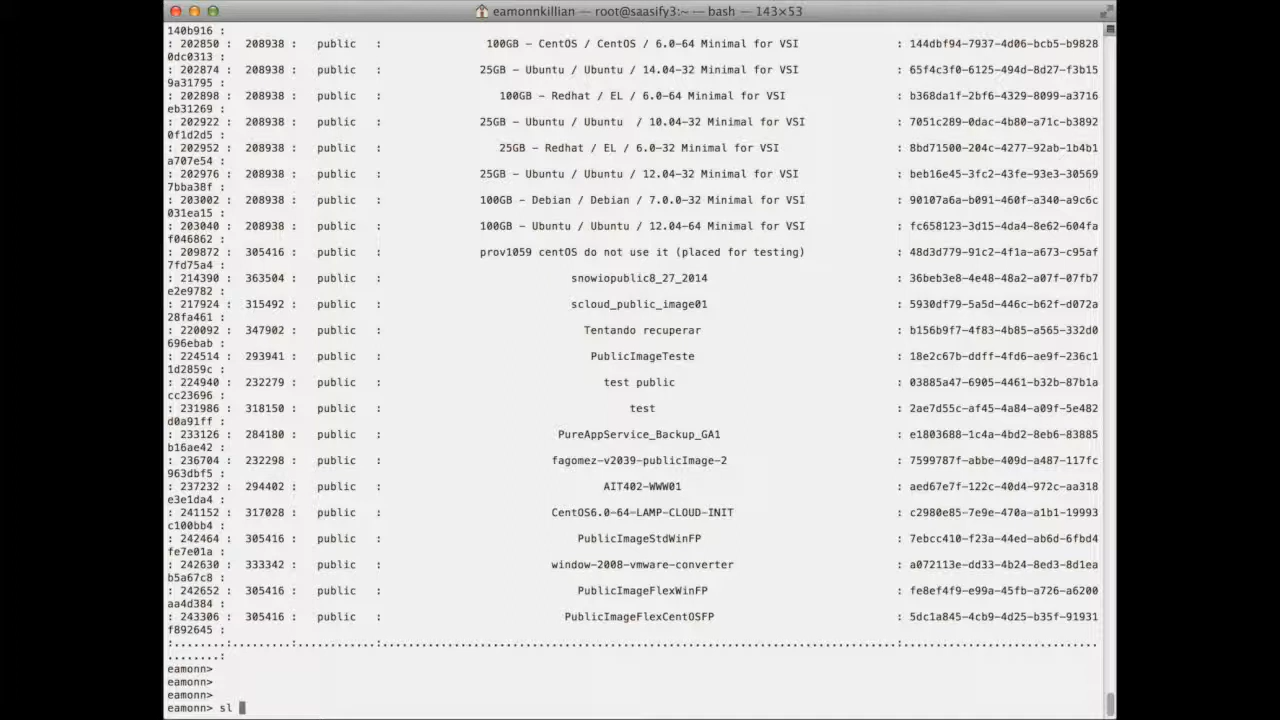 eamonnkillian — root@saasify3:~ — bash — 143×53
140b916 :
: 202850 : 208938 : public : 100GB - CentOS / CentOS / 6.0-64 Minimal for VSI : 144dbf94-7937-4d06-bcb5-b9828
0dc0313 :
: 202874 : 208938 : public : 25GB - Ubuntu / Ubuntu / 14.04-32 Minimal for VSI : 65f4c3f0-6125-494d-8d27-f3b15
9a31795 :
: 202898 : 208938 : public : 100GB - Redhat / EL / 6.0-64 Minimal for VSI : b368da1f-2bf6-4329-8099-a3716
eb31269 :
: 202922 : 208938 : public : 25GB - Ubuntu / Ubuntu  / 10.04-32 Minimal for VSI : 7051c289-0dac-4b80-a71c-b3892
0f1d2d5 :
: 202952 : 208938 : public : 25GB - Redhat / EL / 6.0-32 Minimal for VSI : 8bd71500-204c-4277-92ab-1b4b1
a707e54 :
: 202976 : 208938 : public : 25GB - Ubuntu / Ubuntu / 12.04-32 Minimal for VSI : beb16e45-3fc2-43fe-93e3-30569
7bba38f :
: 203002 : 208938 : public : 100GB - Debian / Debian / 7.0.0-32 Minimal for VSI : 90107a6a-b091-460f-a340-a9c6c
031ea15 :
: 203040 : 208938 : public : 100GB - Ubuntu / Ubuntu / 12.04-64 Minimal for VSI : fc658123-3d15-4da4-8e62-604fa
f046862 :
: 209872 : 305416 : public : prov1059 centOS do not use it (placed for testing) : 48d3d779-91c2-4f1a-a673-c95af
7fd75a4 :
: 214390 : 363504 : public : snowiopublic8_27_2014 : 36beb3e8-4e48-48a2-a07f-07fb7
e2e9782 :
: 217924 : 315492 : public : scloud_public_image01 : 5930df79-5a5d-446c-b62f-d072a
28fa461 :
: 220092 : 347902 : public : Tentando recuperar : b156b9f7-4f83-4b85-a565-332d0
696ebab :
: 224514 : 293941 : public : PublicImageTeste : 18e2c67b-ddff-4fd6-ae9f-236c1
1d2859c :
: 224940 : 232279 : public : test public : 03885a47-6905-4461-b32b-87b1a
cc23696 :
: 231986 : 318150 : public : test : 2ae7d55c-af45-4a84-a09f-5e482
d0a91ff :
: 233126 : 284180 : public : PureAppService_Backup_GA1 : e1803688-1c4a-4bd2-8eb6-83885
b16ae42 :
: 236704 : 232298 : public : fagomez-v2039-publicImage-2 : 7599787f-abbe-409d-a487-117fc
963dbf5 :
: 237232 : 294402 : public : AIT402-WWW01 : aed67e7f-122c-40d4-972c-aa318
e3e1da4 :
: 241152 : 317028 : public : CentOS6.0-64-LAMP-CLOUD-INIT : c2980e85-7e9e-470a-a1b1-19993
c100bb4 :
: 242464 : 305416 : public : PublicImageStdWinFP : 7ebcc410-f23a-44ed-ab6d-6fbd4
fe7e01a :
: 242630 : 333342 : public : window-2008-vmware-converter : a072113e-dd33-4b24-8ed3-8d1ea
b5a67c8 :
: 242652 : 305416 : public : PublicImageFlexWinFP : fe8ef4f9-e99a-45fb-a726-a6200
aa4d384 :
: 243306 : 305416 : public : PublicImageFlexCentOSFP : 5dc1a845-4cb9-4d25-b35f-91931
f892645 :
:........:.........:............:................................................................................:.............................
........:
eamonn>
eamonn>
eamonn>
eamonn> sl